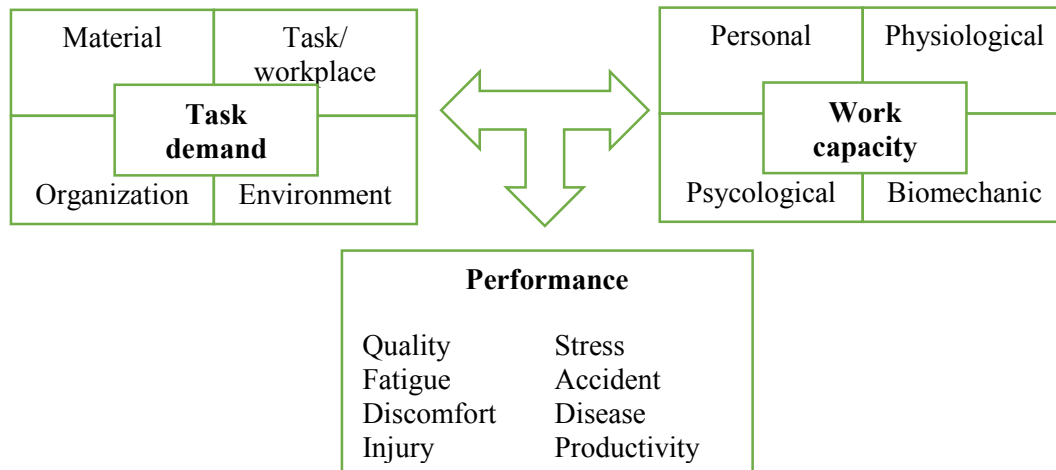 Material
Task/
workplace
Task
demand
Organization
Environment
Personal
Physiological
Work
capacity
Psycological
Biomechanic
Performance
Quality
Stress
Fatigue
Accident
Discomfort
Disease
Injury
Productivity